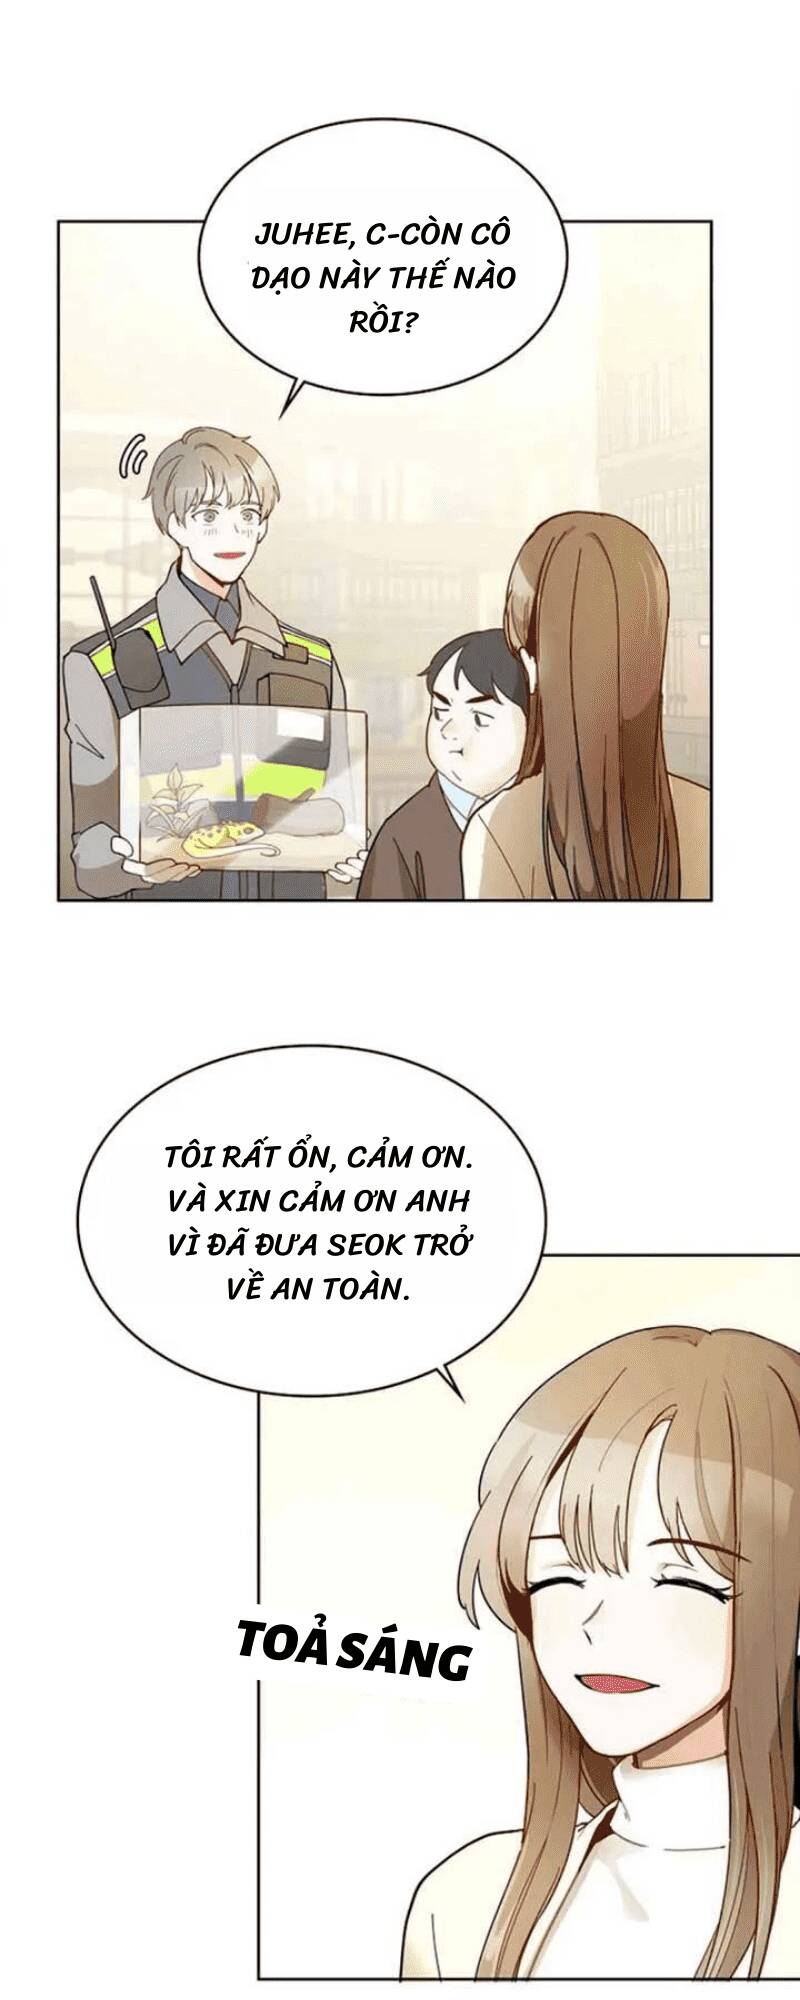 JUHEE, C-CÒN CÔ
DẠO NÀY THẾ NÀO
RỒI?
TÔI RẤT ỔN, CẢM ƠN.
VÀ XIN CẢM ƠN ANH
VÌ ĐÃ ĐƯA SEOK TRỞ
VỀ AN TOÀN.
TOẢ SÁNG